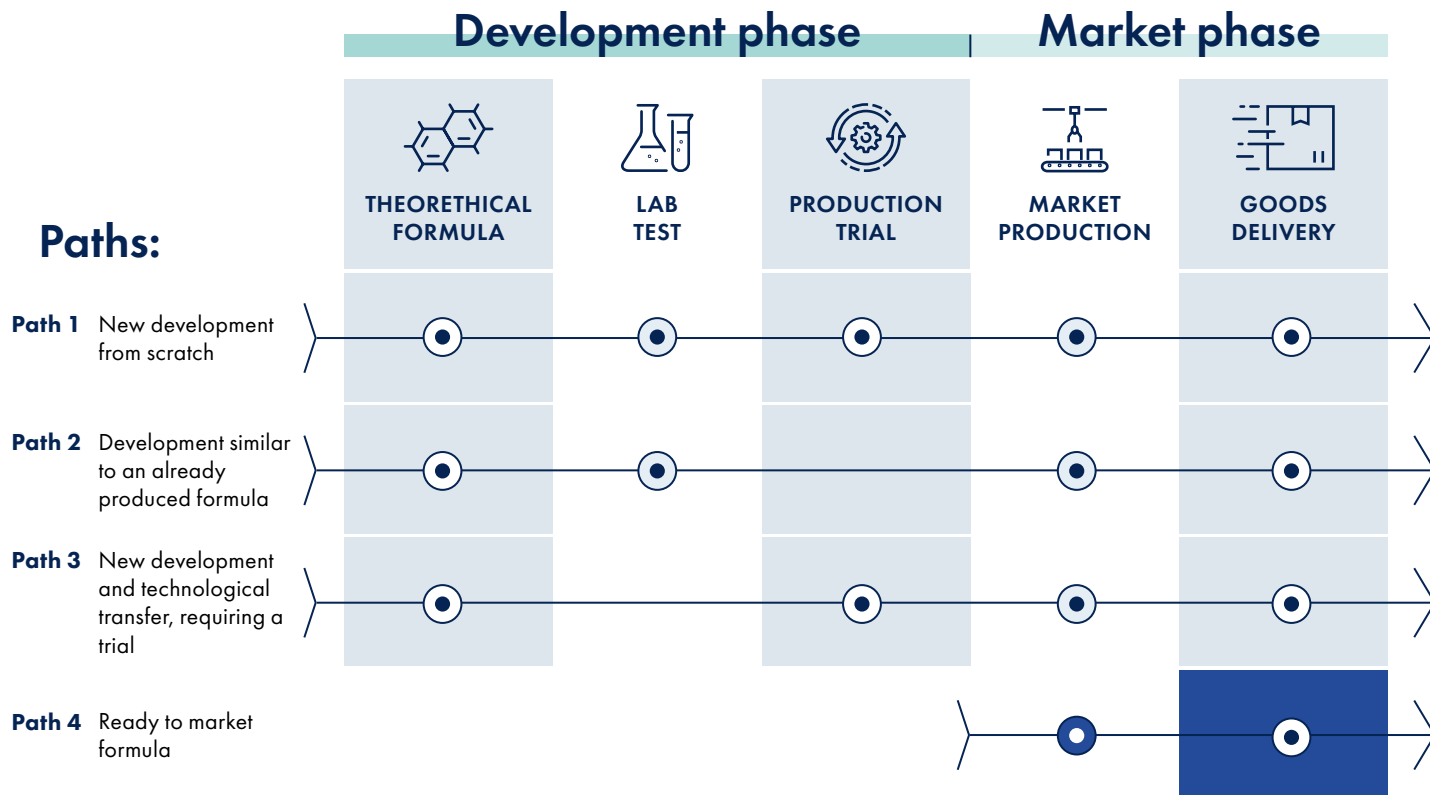 Development phase
Market phase
THEORETHICAL
FORMULA
LAB
TEST
PRODUCTION
TRIAL
MARKET
PRODUCTION
GOODS
DELIVERY
Paths:
Path 1 New development
from scratch
Path 2 Development similar
to an already
produced formula
Path 3 New development
and technological
transfer, requiring a
trial
Path 4 Ready to market
formula